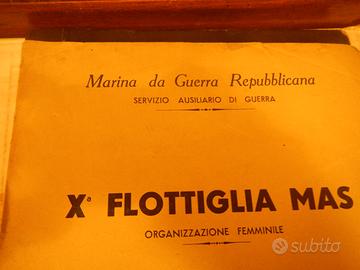 Marina da Guerra Repubblicana
SERVIZIO AUSILIARIO DI GUERRA
Xª FLOTTIGLIA MAS
ORGANIZZAZIONE FEMMINILE
subito